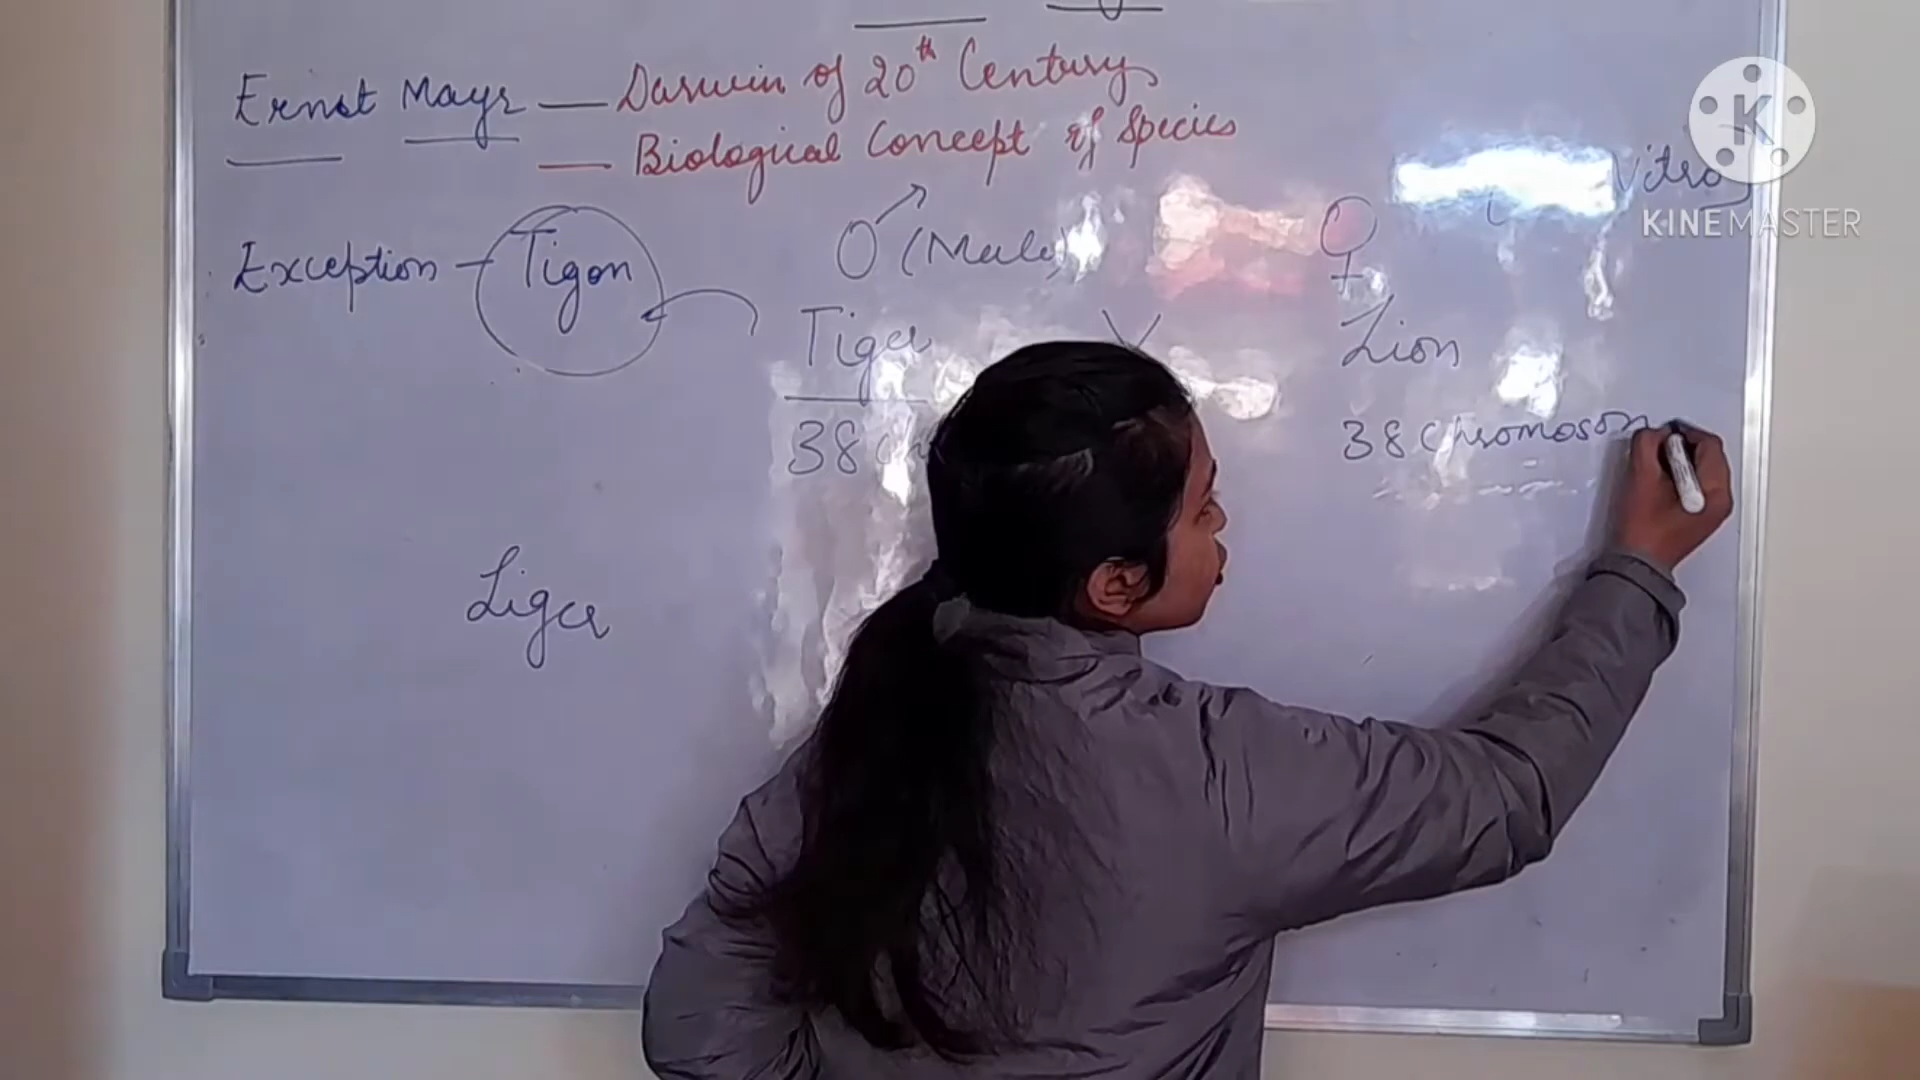 Ernst Mayr — Darwin of 20th Century
— Biological Concept of Species
Vitro
K
KINEMASTER
Exception - Tigon ♂ (Male) ♀
Tiger X Lion
38 ch 38 Chromoson
Liger